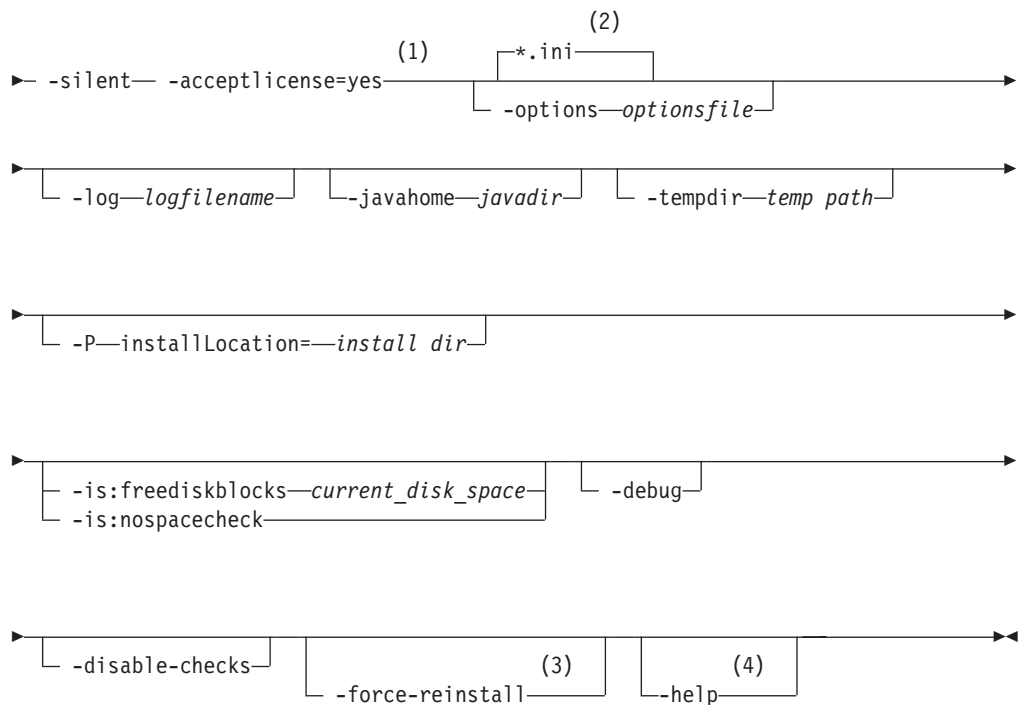 (2)
(1) *.ini
-silent -acceptlicense=yes
-options optionsfile
-log logfilename -javahome javadir -tempdir temp path
-P installLocation= install dir
-is:freediskblocks current_disk_space -debug
-is:nospacecheck
-disable-checks (3) (4)
-force-reinstall -help